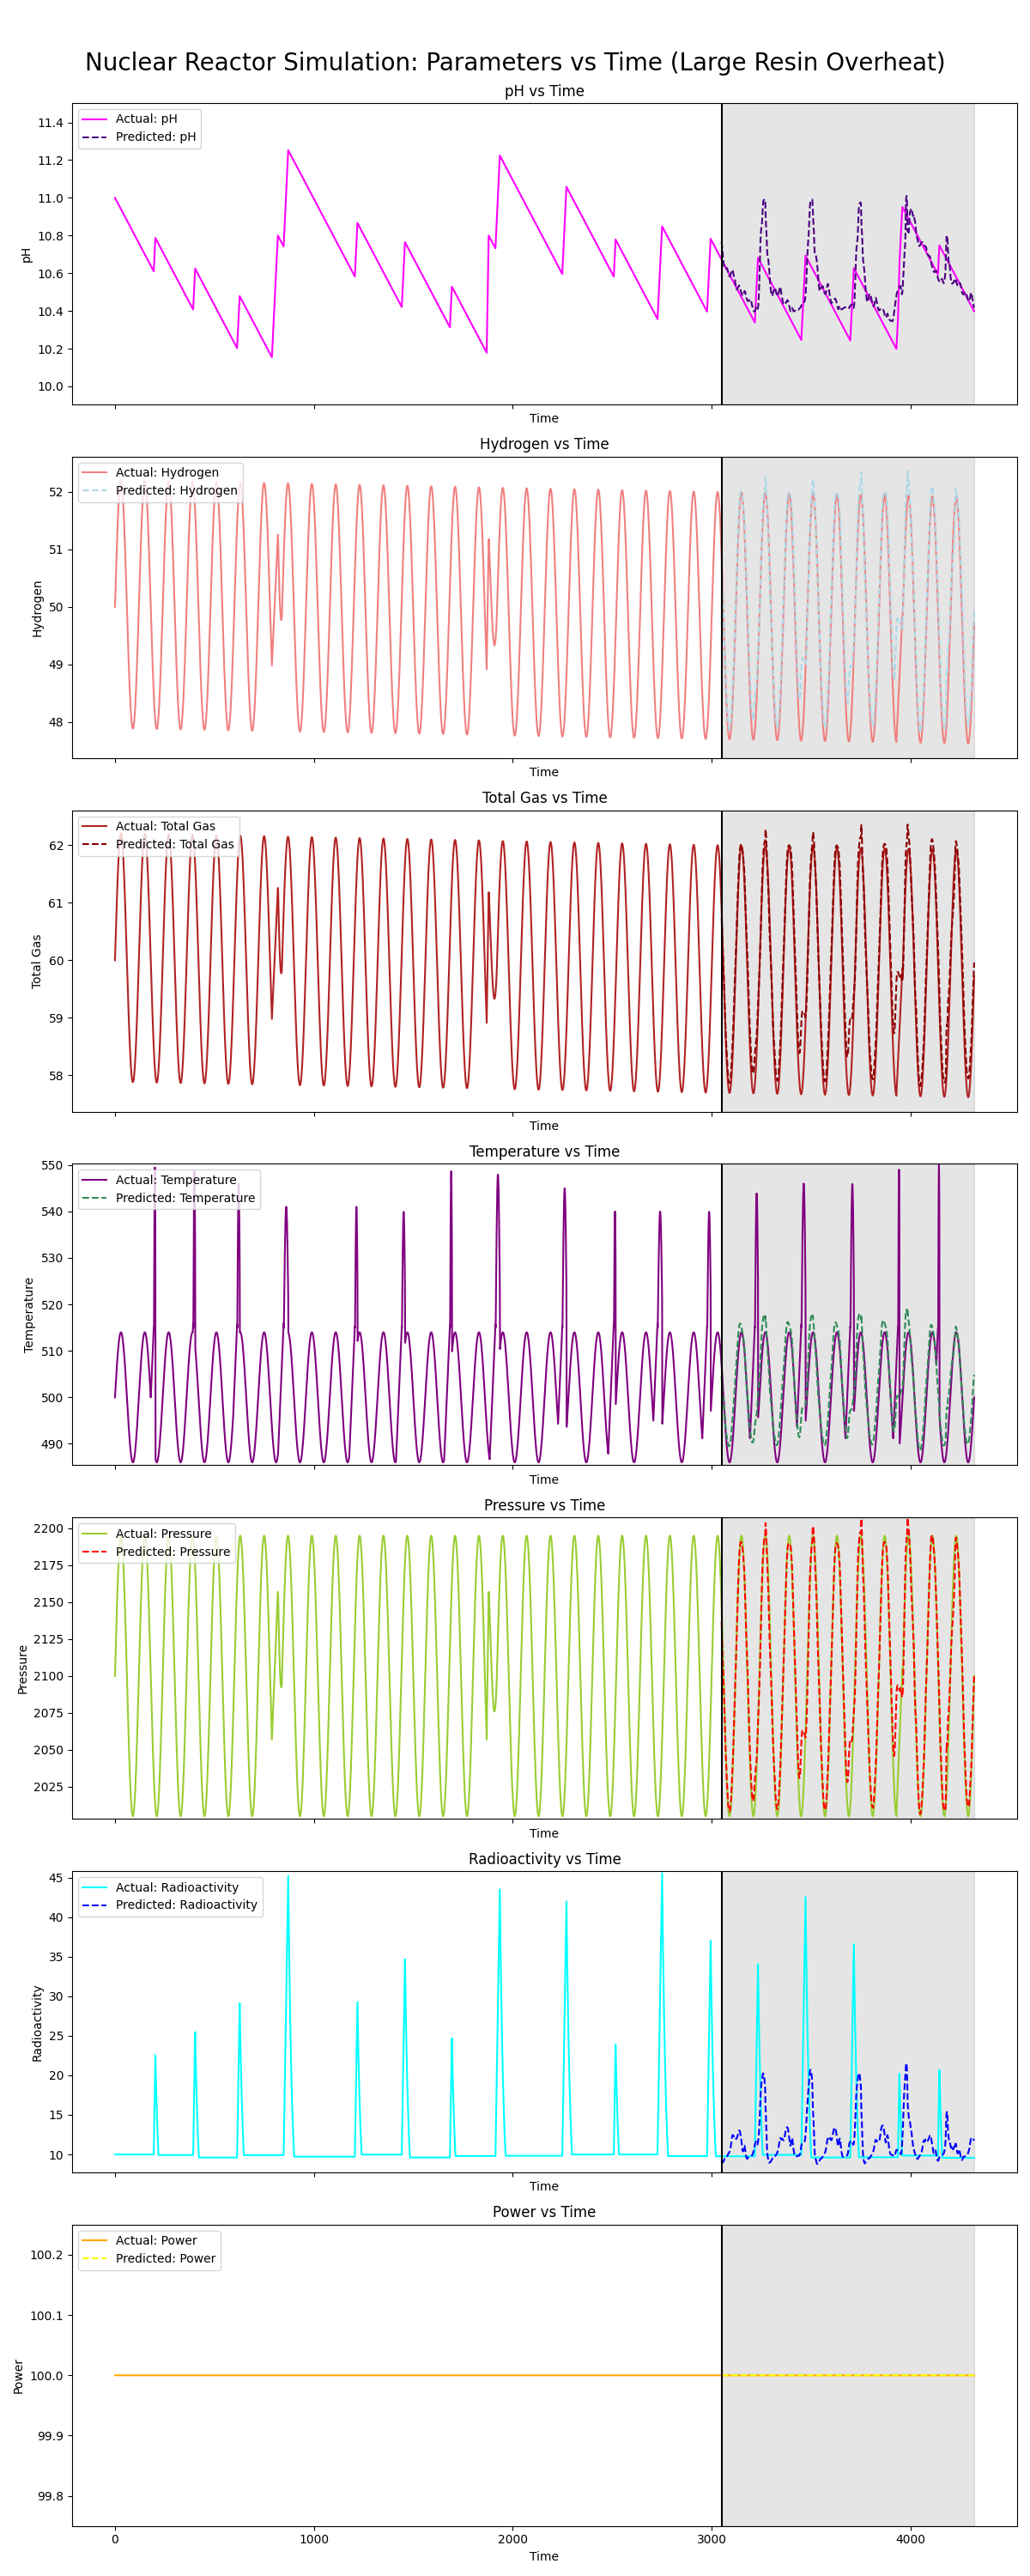 Nuclear Reactor Simulation: Parameters vs Time (Large Resin Overheat)
pH vs Time
Actual: pH
Predicted: pH
11.4
11.2
11.0
10.8
10.6
10.4
10.2
10.0
pH
Time
Hydrogen vs Time
Actual: Hydrogen
Predicted: Hydrogen
52
51
50
49
48
Hydrogen
Time
Total Gas vs Time
Actual: Total Gas
Predicted: Total Gas
62
61
60
59
58
Total Gas
Time
Temperature vs Time
Actual: Temperature
Predicted: Temperature
550
540
530
520
510
500
490
Temperature
Time
Pressure vs Time
Actual: Pressure
Predicted: Pressure
2200
2175
2150
2125
2100
2075
2050
2025
Pressure
Time
Radioactivity vs Time
Actual: Radioactivity
Predicted: Radioactivity
45
40
35
30
25
20
15
10
Radioactivity
Time
Power vs Time
Actual: Power
Predicted: Power
100.2
100.1
100.0
99.9
99.8
Power
0 1000 2000 3000 4000
Time